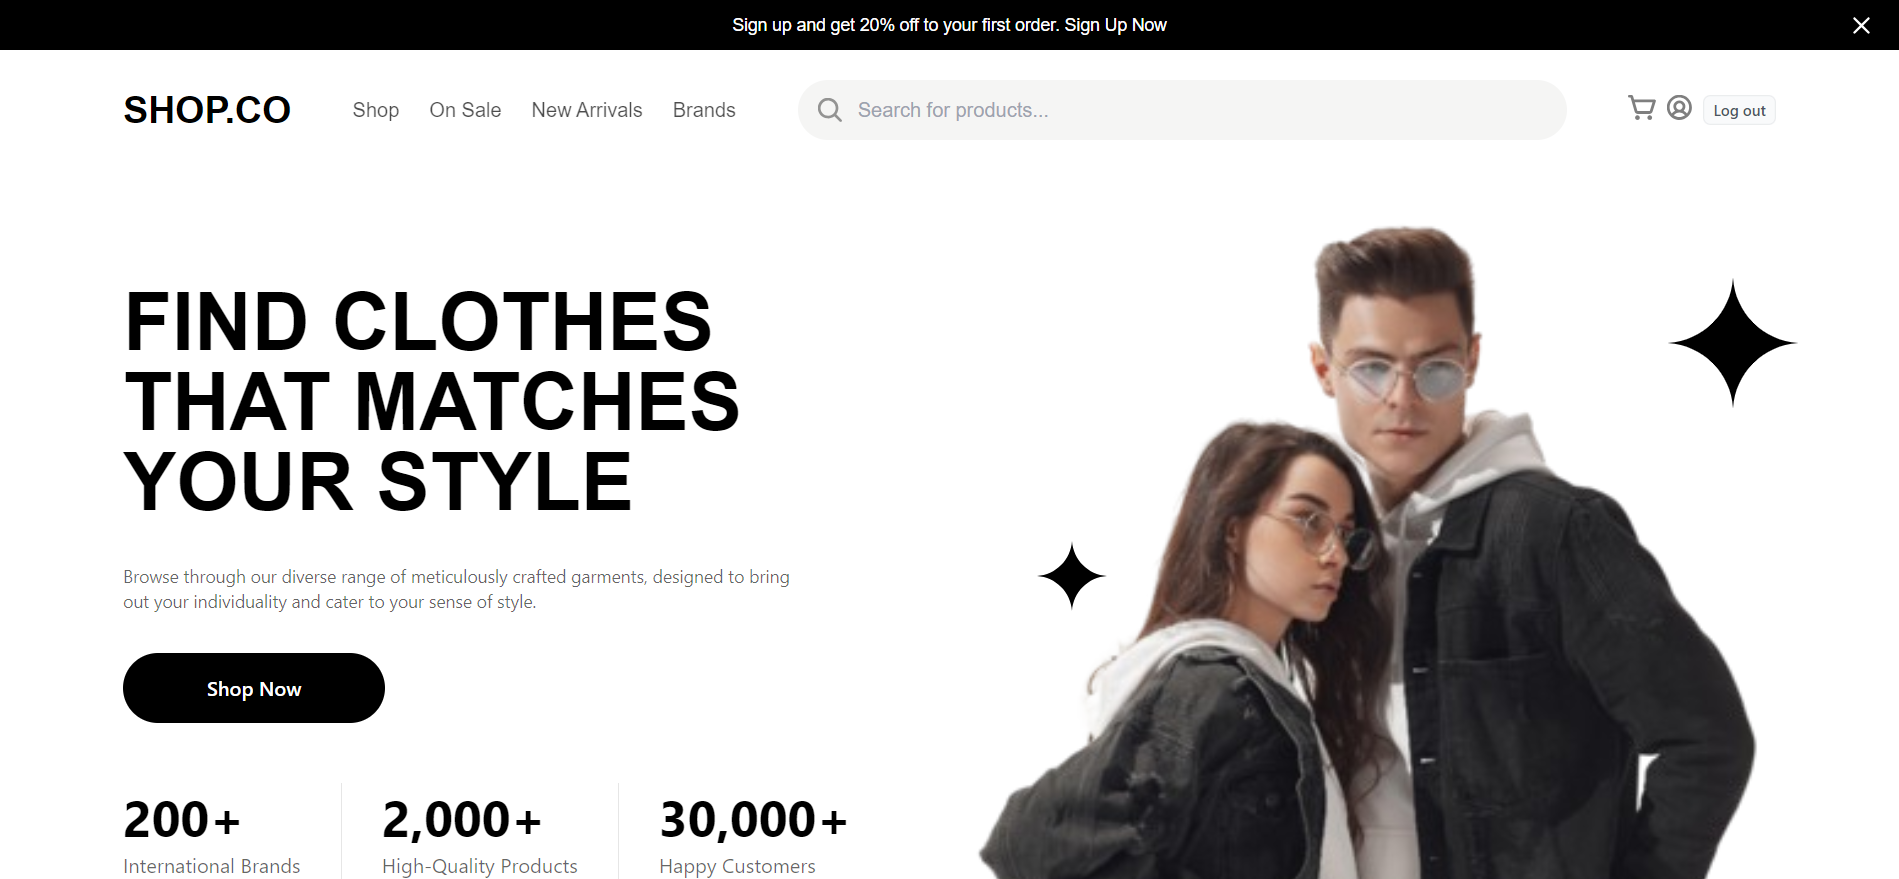 Sign up and get 20% off to your first order. Sign Up Now
SHOP.CO
Shop
On Sale
New Arrivals
Brands
Search for products...
Log out
FIND CLOTHES
THAT MATCHES
YOUR STYLE
Browse through our diverse range of meticulously crafted garments, designed to bring
out your individuality and cater to your sense of style.
Shop Now
200+
International Brands
2,000+
High-Quality Products
30,000+
Happy Customers